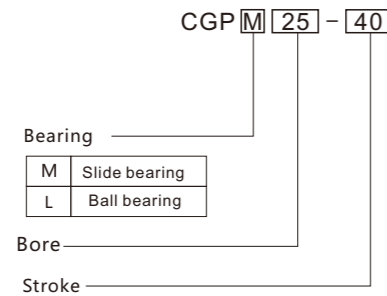 CGP M 25 – 40
Bearing
M Slide bearing
L Ball bearing
Bore
Stroke